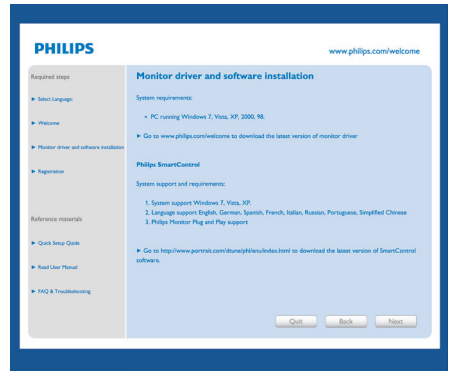 PHILIPS
www.philips.com/welcome
Required steps
Select Language:
Welcome
Monitor driver and software installation
Registration
Reference materials
Quick Setup Guide
Read User Manual
FAQ & Troubleshooting
Monitor driver and software installation
System requirements:
• PC running Windows 7, Vista, XP, 2000, 98.
Go to www.philips.com/welcome to download the latest version of monitor driver
Philips SmartControl
System support and requirements:
1. System support Windows 7, Vista, XP.
2. Language support English, German, Spanish, French, Italian, Russian, Portuguese, Simplified Chinese
3. Philips Monitor Plug and Play support
Go to http://www.portrait.com/dtune/phl/enu/index.html to download the latest version of SmartControl
software.
Quit
Back
Next